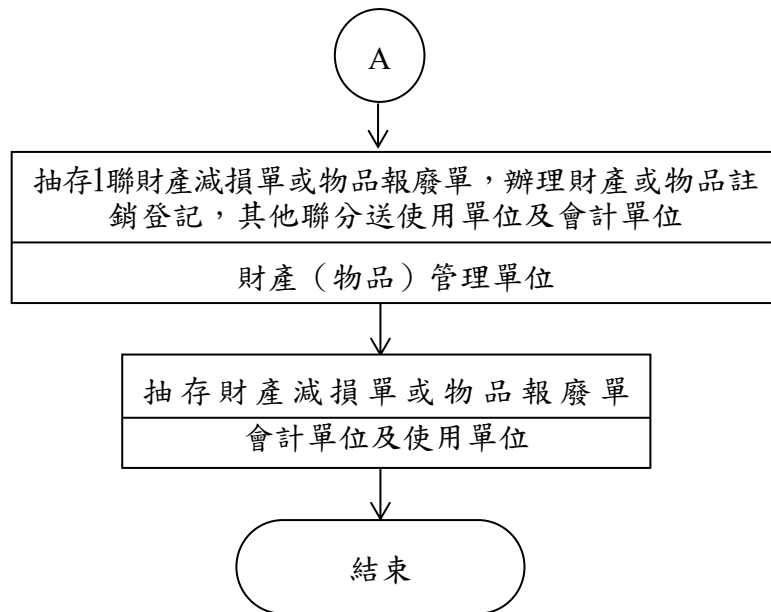 A
抽存1聯財產減損單或物品報廢單，辦理財產或物品註
銷登記，其他聯分送使用單位及會計單位
財產（物品）管理單位
抽存財產減損單或物品報廢單
會計單位及使用單位
結束